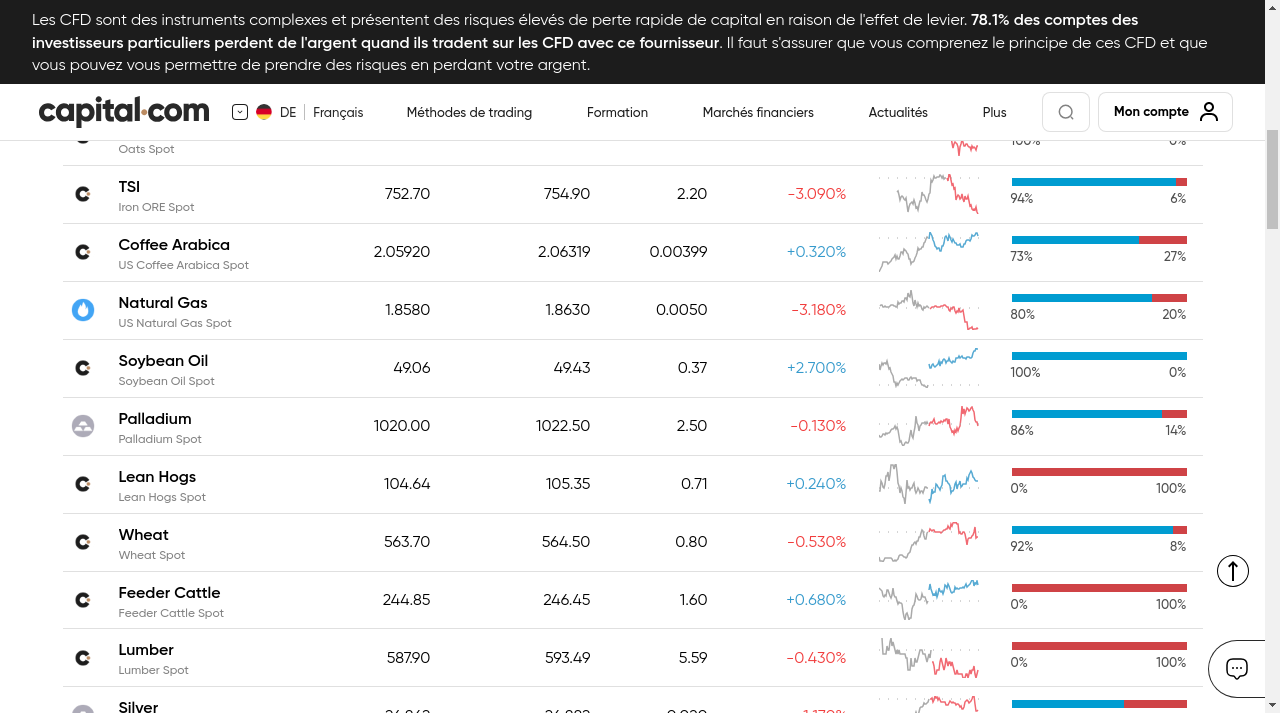 Les CFD sont des instruments complexes et présentent des risques élevés de perte rapide de capital en raison de l'effet de levier. 78.1% des comptes des
investisseurs particuliers perdent de l'argent quand ils tradent sur les CFD avec ce fournisseur. Il faut s'assurer que vous comprenez le principe de ces CFD et que
vous pouvez vous permettre de prendre des risques en perdant votre argent.
capital.com DE Français Méthodes de trading Formation Marchés financiers Actualités Plus Mon compte
100% 0%
Oats Spot
TSI 752.70 754.90 2.20 -3.090%
Iron ORE Spot 94% 6%
Coffee Arabica 2.05920 2.06319 0.00399 +0.320%
US Coffee Arabica Spot 73% 27%
Natural Gas 1.8580 1.8630 0.0050 -3.180%
US Natural Gas Spot 80% 20%
Soybean Oil 49.06 49.43 0.37 +2.700%
Soybean Oil Spot 100% 0%
Palladium 1020.00 1022.50 2.50 -0.130%
Palladium Spot 86% 14%
Lean Hogs 104.64 105.35 0.71 +0.240%
Lean Hogs Spot 0% 100%
Wheat 563.70 564.50 0.80 -0.530%
Wheat Spot 92% 8%
Feeder Cattle 244.85 246.45 1.60 +0.680%
Feeder Cattle Spot 0% 100%
Lumber 587.90 593.49 5.59 -0.430%
Lumber Spot 0% 100%
Silver